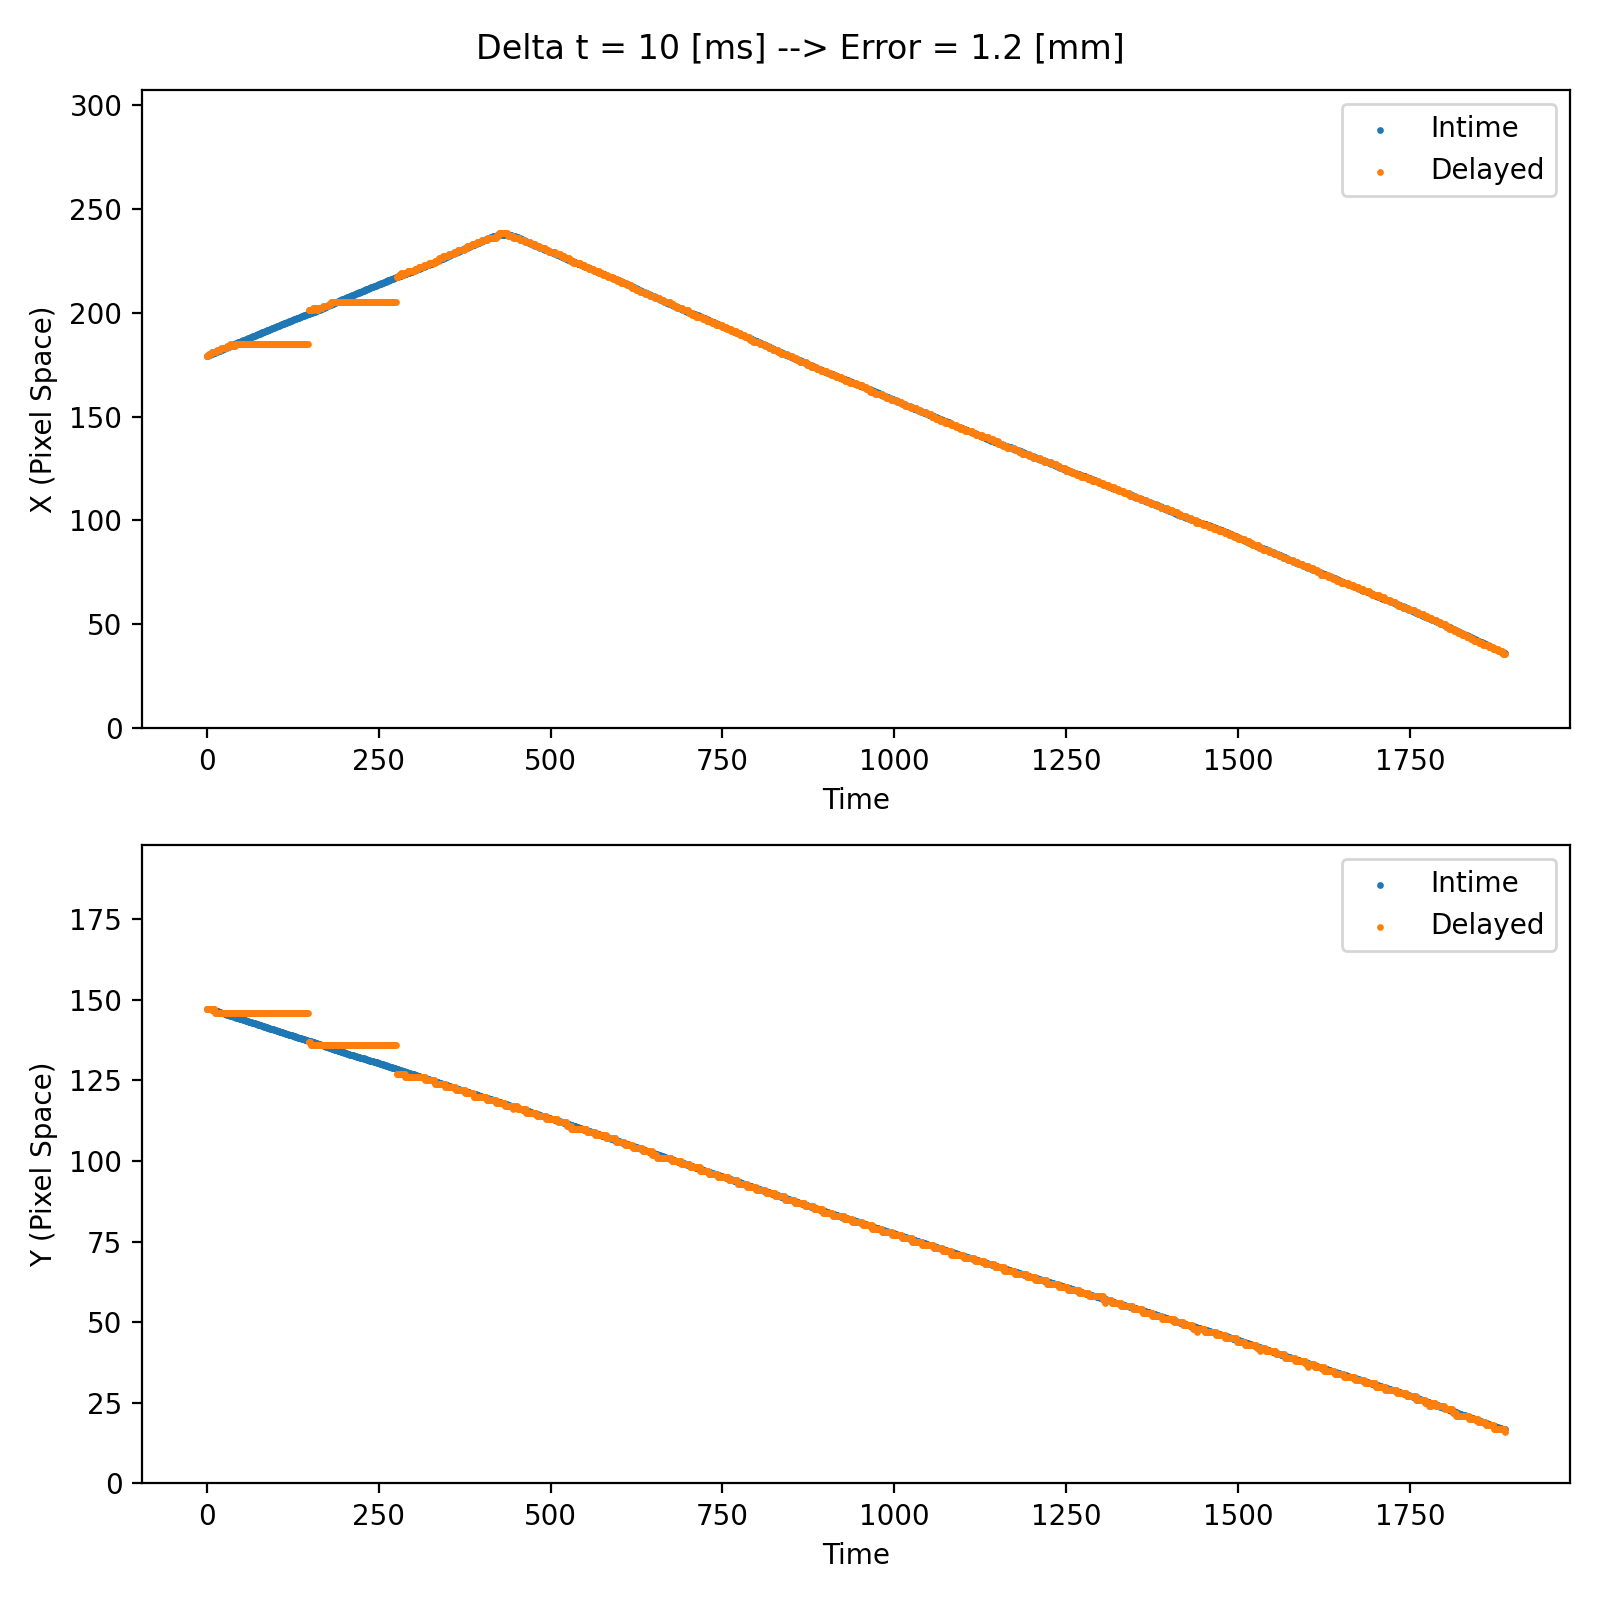 Delta t = 10 [ms] --> Error = 1.2 [mm]
300
250
200
150
100
50
0
X (Pixel Space)
Intime
Delayed
0 250 500 750 1000 1250 1500 1750
Time
175
150
125
100
75
50
25
0
Y (Pixel Space)
Intime
Delayed
0 250 500 750 1000 1250 1500 1750
Time